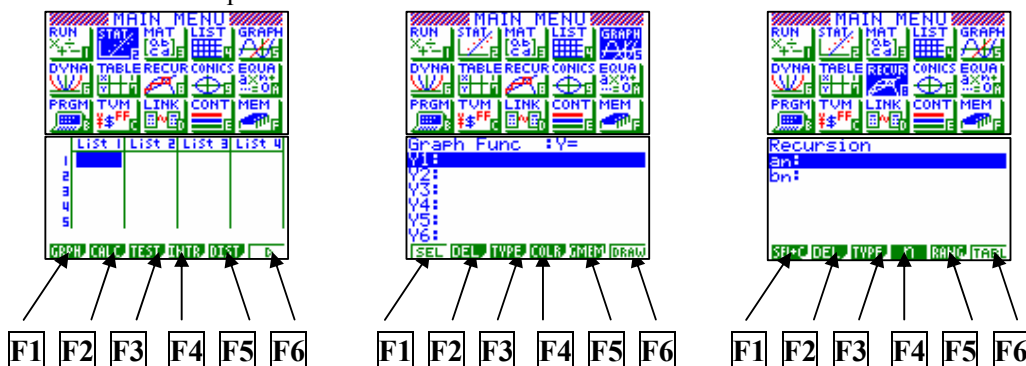 MAIN MENU
RUN STAT MAT LIST GRAPH
DYNA TABLE RECUR CONICS EQUA
PRGM TVM LINK CONT MEM
List 1 List 2 List 3 List 4
1
2
3
4
5
GRPH CALC TEST INTR DIST
F1 F2 F3 F4 F5 F6
MAIN MENU
RUN STAT MAT LIST GRAPH
DYNA TABLE RECUR CONICS EQUA
PRGM TVM LINK CONT MEM
Graph Func :Y=
Y1:
Y2:
Y3:
Y4:
Y5:
Y6:
SEL DEL TYPE COLR GMEM DRAW
F1 F2 F3 F4 F5 F6
MAIN MENU
RUN STAT MAT LIST GRAPH
DYNA TABLE RECUR CONICS EQUA
PRGM TVM LINK CONT MEM
Recursion
an:
bn:
SEL+C DEL TYPE n RANG TABL
F1 F2 F3 F4 F5 F6